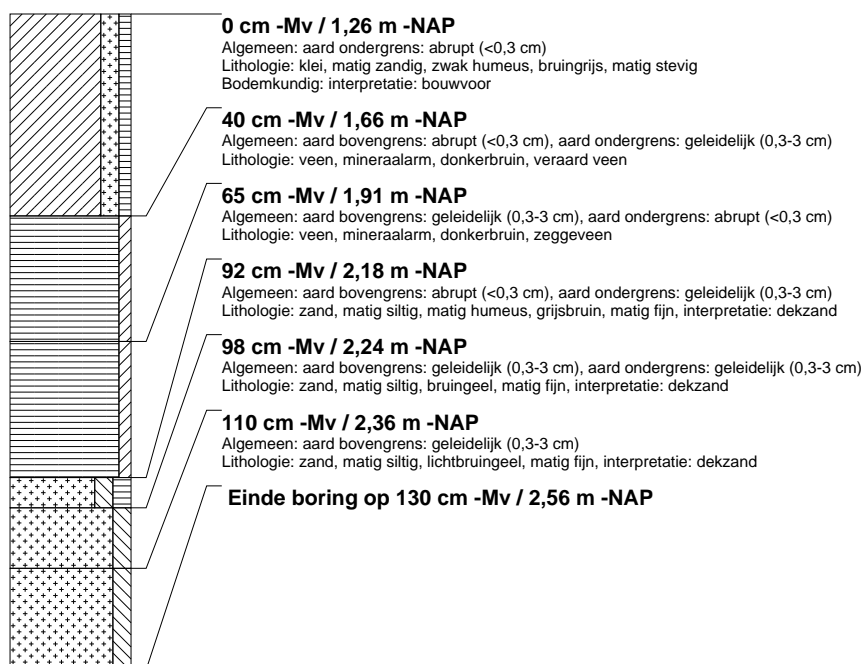 0 cm -Mv / 1,26 m -NAP
Algemeen: aard ondergrens: abrupt (<0,3 cm)
Lithologie: klei, matig zandig, zwak humeus, bruingrijs, matig stevig
Bodemkundig: interpretatie: bouwvoor
40 cm -Mv / 1,66 m -NAP
Algemeen: aard bovengrens: abrupt (<0,3 cm), aard ondergrens: geleidelijk (0,3-3 cm)
Lithologie: veen, mineraalarm, donkerbruin, veraard veen
65 cm -Mv / 1,91 m -NAP
Algemeen: aard bovengrens: geleidelijk (0,3-3 cm), aard ondergrens: abrupt (<0,3 cm)
Lithologie: veen, mineraalarm, donkerbruin, zeggeveen
92 cm -Mv / 2,18 m -NAP
Algemeen: aard bovengrens: abrupt (<0,3 cm), aard ondergrens: geleidelijk (0,3-3 cm)
Lithologie: zand, matig siltig, matig humeus, grijsbruin, matig fijn, interpretatie: dekzand
98 cm -Mv / 2,24 m -NAP
Algemeen: aard bovengrens: geleidelijk (0,3-3 cm), aard ondergrens: geleidelijk (0,3-3 cm)
Lithologie: zand, matig siltig, bruingeel, matig fijn, interpretatie: dekzand
110 cm -Mv / 2,36 m -NAP
Algemeen: aard bovengrens: geleidelijk (0,3-3 cm)
Lithologie: zand, matig siltig, lichtbruingeel, matig fijn, interpretatie: dekzand
Einde boring op 130 cm -Mv / 2,56 m -NAP